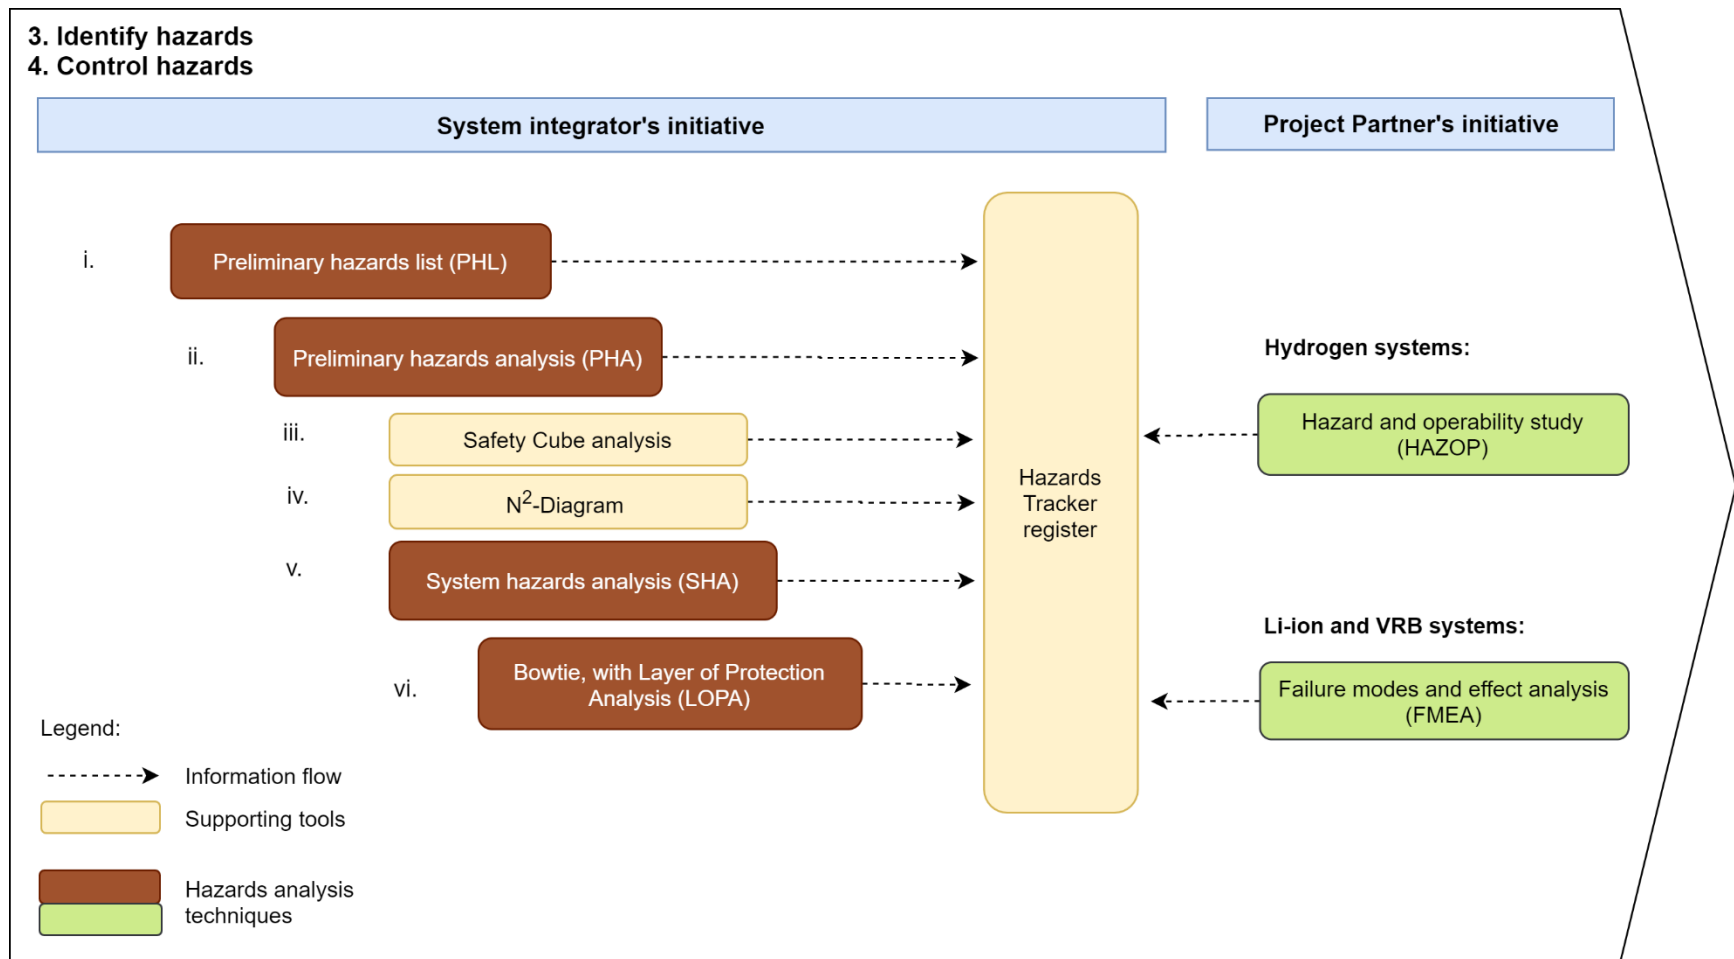 3. Identify hazards
4. Control hazards
System integrator's initiative
Project Partner's initiative
i.
Preliminary hazards list (PHL)
ii.
Preliminary hazards analysis (PHA)
iii.
Safety Cube analysis
iv.
N²-Diagram
v.
System hazards analysis (SHA)
vi.
Bowtie, with Layer of Protection
Analysis (LOPA)
Hazards
Tracker
register
Hydrogen systems:
Hazard and operability study
(HAZOP)
Li-ion and VRB systems:
Failure modes and effect analysis
(FMEA)
Legend:
Information flow
Supporting tools
Hazards analysis
techniques